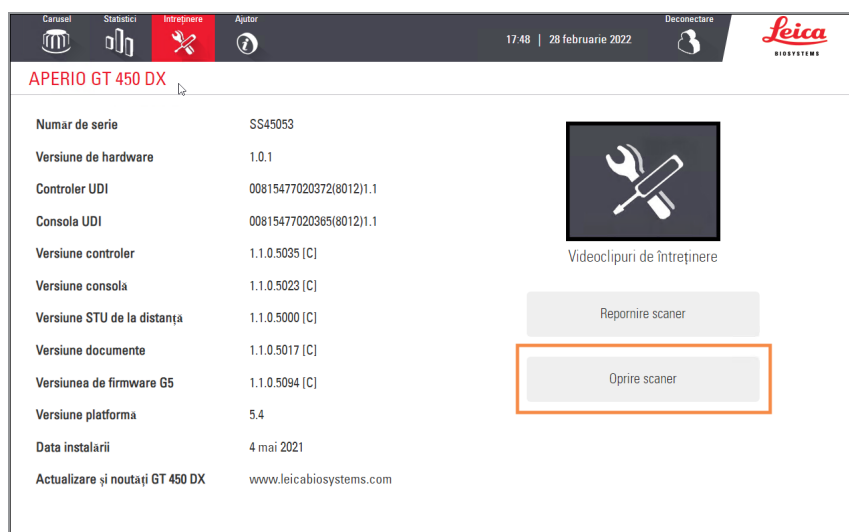 Carusel Statistici Întreținere Ajutor Deconectare
17:48 | 28 februarie 2022
Leica
BIOSYSTEMS
APERIO GT 450 DX
Număr de serie SS45053
Versiune de hardware 1.0.1
Controler UDI 00815477020372(8012)1.1
Consola UDI 00815477020365(8012)1.1
Versiune controler 1.1.0.5035 [C]
Versiune consolă 1.1.0.5023 [C]
Versiune STU de la distanță 1.1.0.5000 [C]
Versiune documente 1.1.0.5017 [C]
Versiunea de firmware G5 1.1.0.5094 [C]
Versiune platformă 5.4
Data instalării 4 mai 2021
Actualizare și noutăți GT 450 DX www.leicabiosystems.com
Videoclipuri de întreținere
Repornire scaner
Oprire scaner